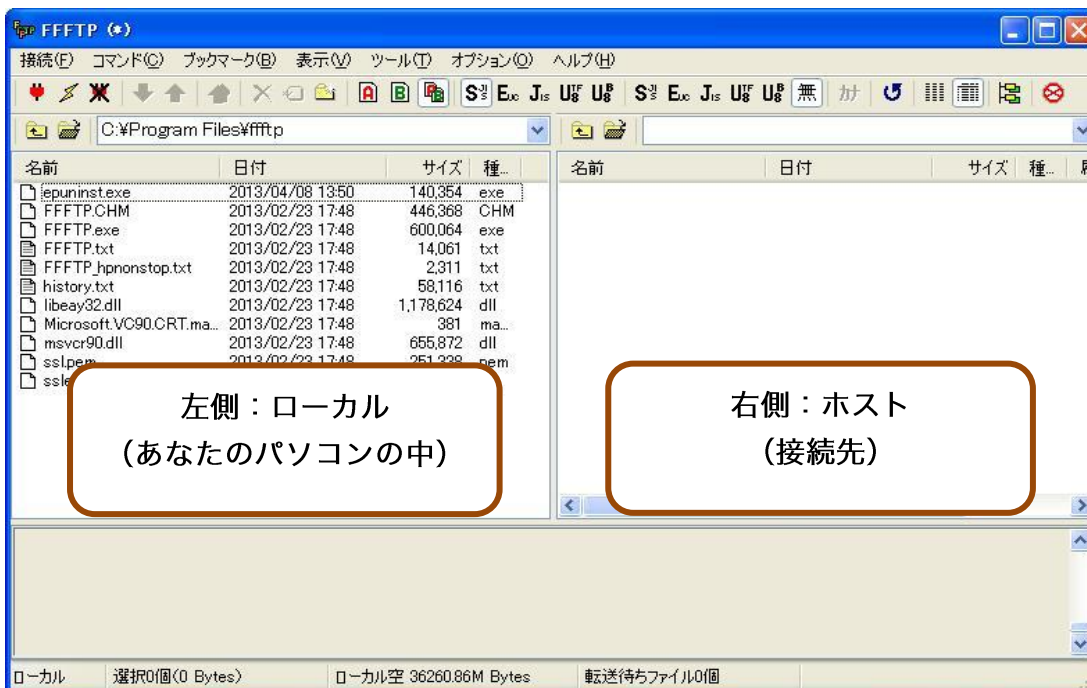 FFFTP (*)
接続(F) コマンド(C) ブックマーク(B) 表示(V) ツール(T) オプション(O) ヘルプ(H)
C:¥Program Files¥ffftp
名前 日付 サイズ 種...
epuninst.exe 2013/04/08 13:50 140,354 exe
FFFTP.CHM 2013/02/23 17:48 446,368 CHM
FFFTP.exe 2013/02/23 17:48 600,064 exe
FFFTP.txt 2013/02/23 17:48 14,061 txt
FFFTP_hpnonstop.txt 2013/02/23 17:48 2,311 txt
history.txt 2013/02/23 17:48 58,116 txt
libeay32.dll 2013/02/23 17:48 1,178,624 dll
Microsoft.VC90.CRT.ma... 2013/02/23 17:48 381 ma...
msvcr90.dll 2013/02/23 17:48 655,872 dll
ssl.pem 2013/02/23 17:48 251,338 pem
左側：ローカル
（あなたのパソコンの中）
名前 日付 サイズ 種...
右側：ホスト
（接続先）
ローカル 選択0個(0 Bytes) ローカル空 36260.86M Bytes 転送待ちファイル0個